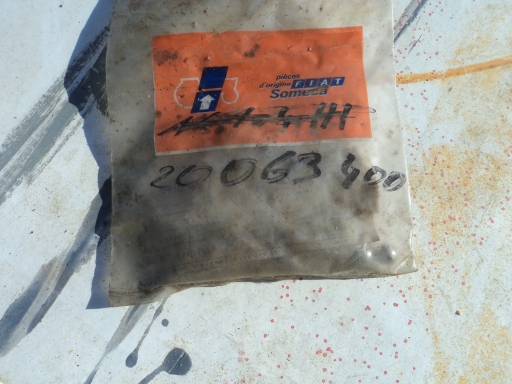 pièces
d'origine FIAT
Someca
20063400